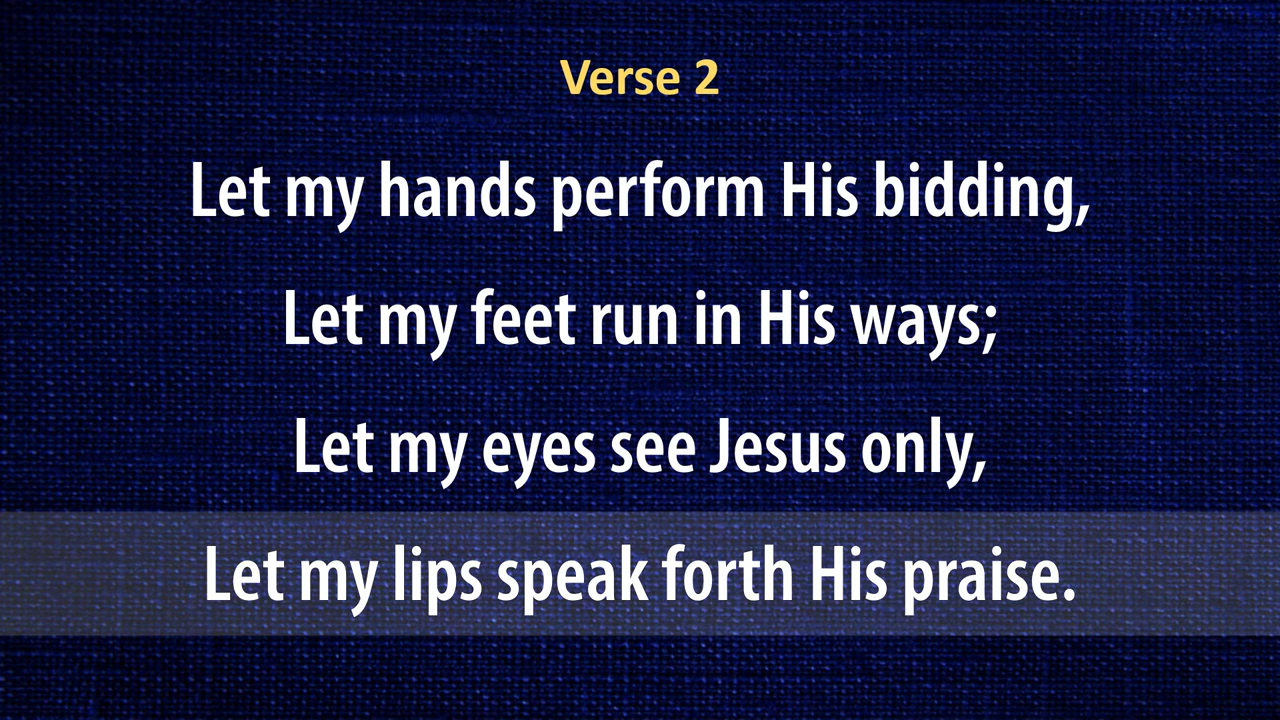 Verse 2
Let my hands perform His bidding,
Let my feet run in His ways;
Let my eyes see Jesus only,
Let my lips speak forth His praise.